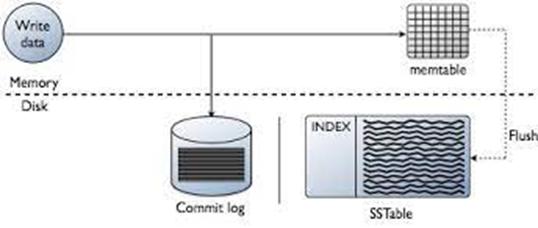 Write
data
memtable
Memory
Disk
INDEX
Flush
Commit log
SSTable